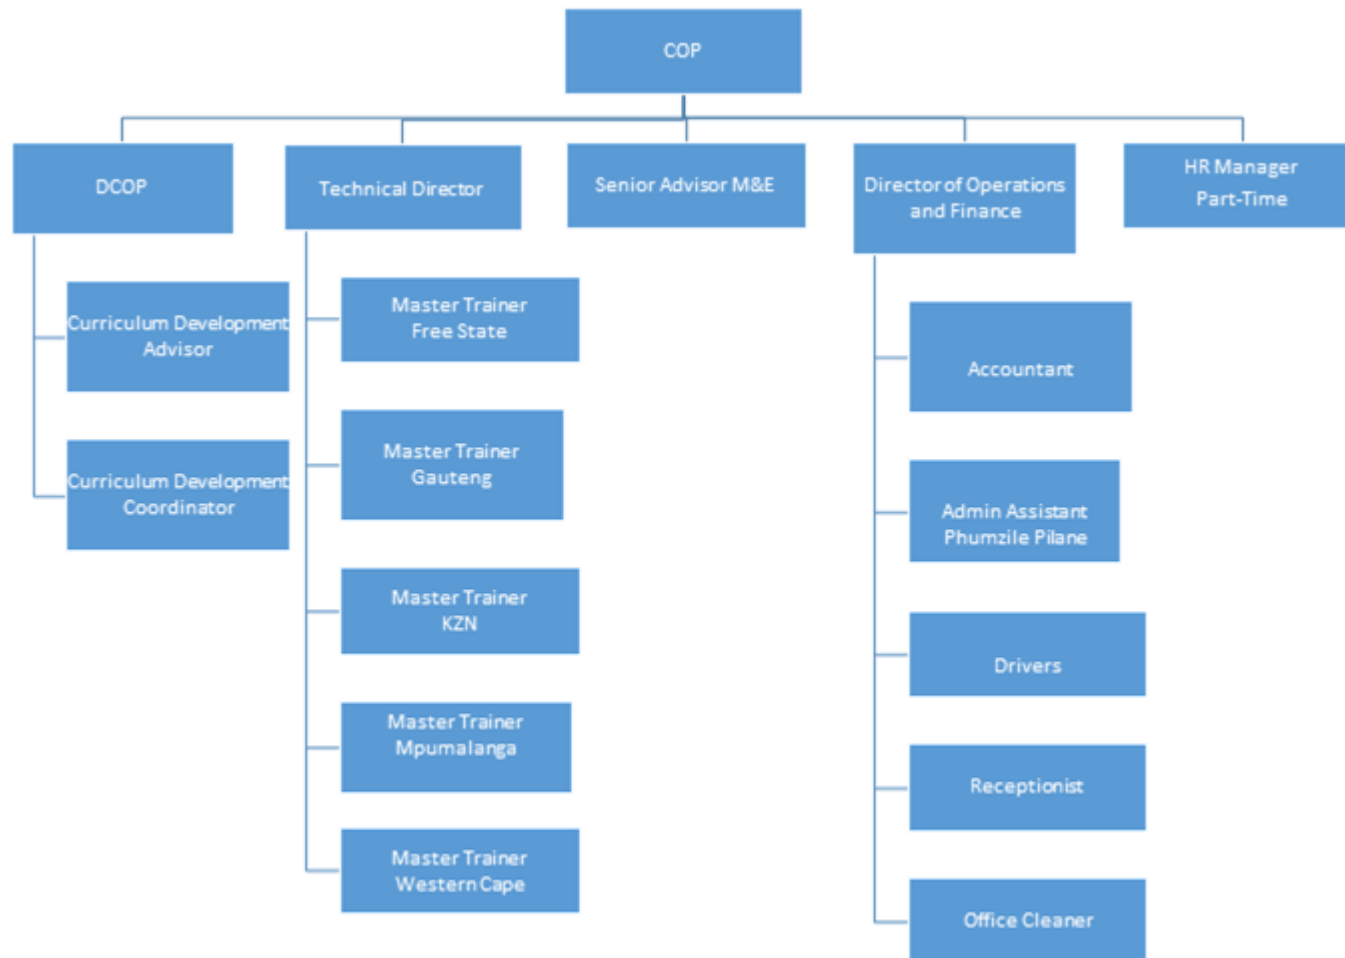 COP
DCOP
Technical Director
Senior Advisor M&E
Director of Operations
and Finance
HR Manager
Part-Time
Curriculum Development
Advisor
Curriculum Development
Coordinator
Master Trainer
Free State
Master Trainer
Gauteng
Master Trainer
KZN
Master Trainer
Mpumalanga
Master Trainer
Western Cape
Accountant
Admin Assistant
Phumzile Pilane
Drivers
Receptionist
Office Cleaner